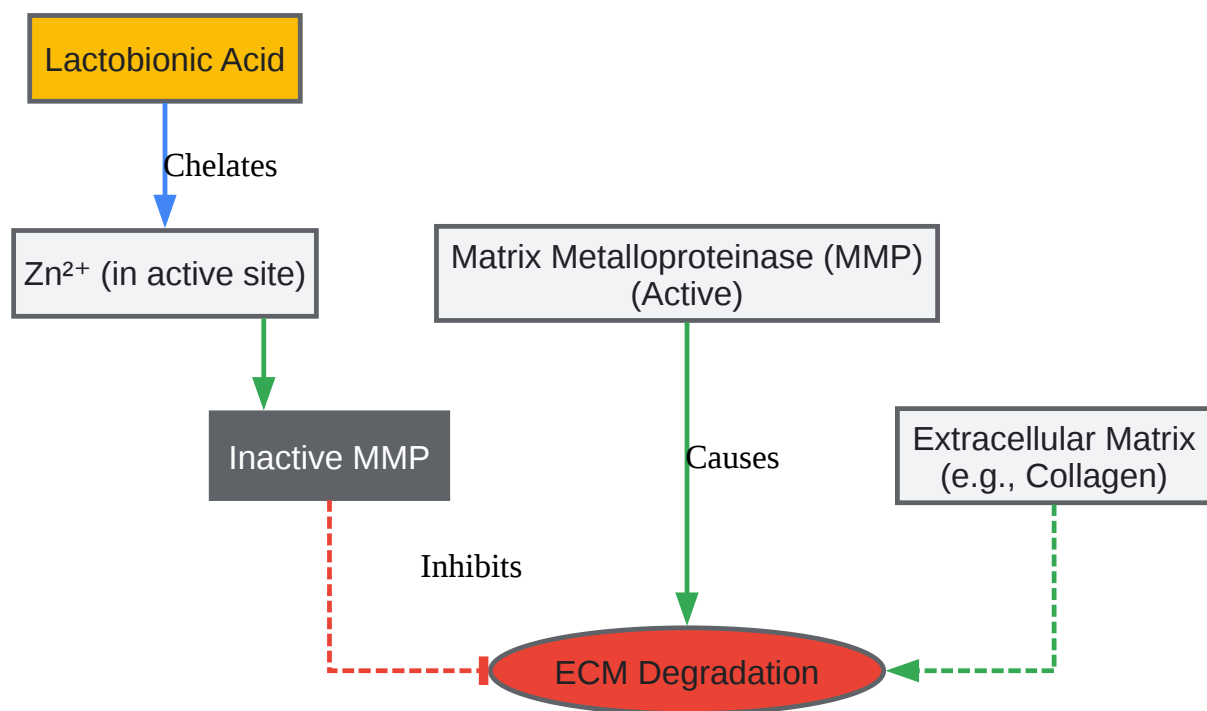 Lactobionic Acid
Chelates
Zn²⁺ (in active site)
Matrix Metalloproteinase (MMP)
(Active)
Inactive MMP
Causes
Extracellular Matrix
(e.g., Collagen)
Inhibits
ECM Degradation